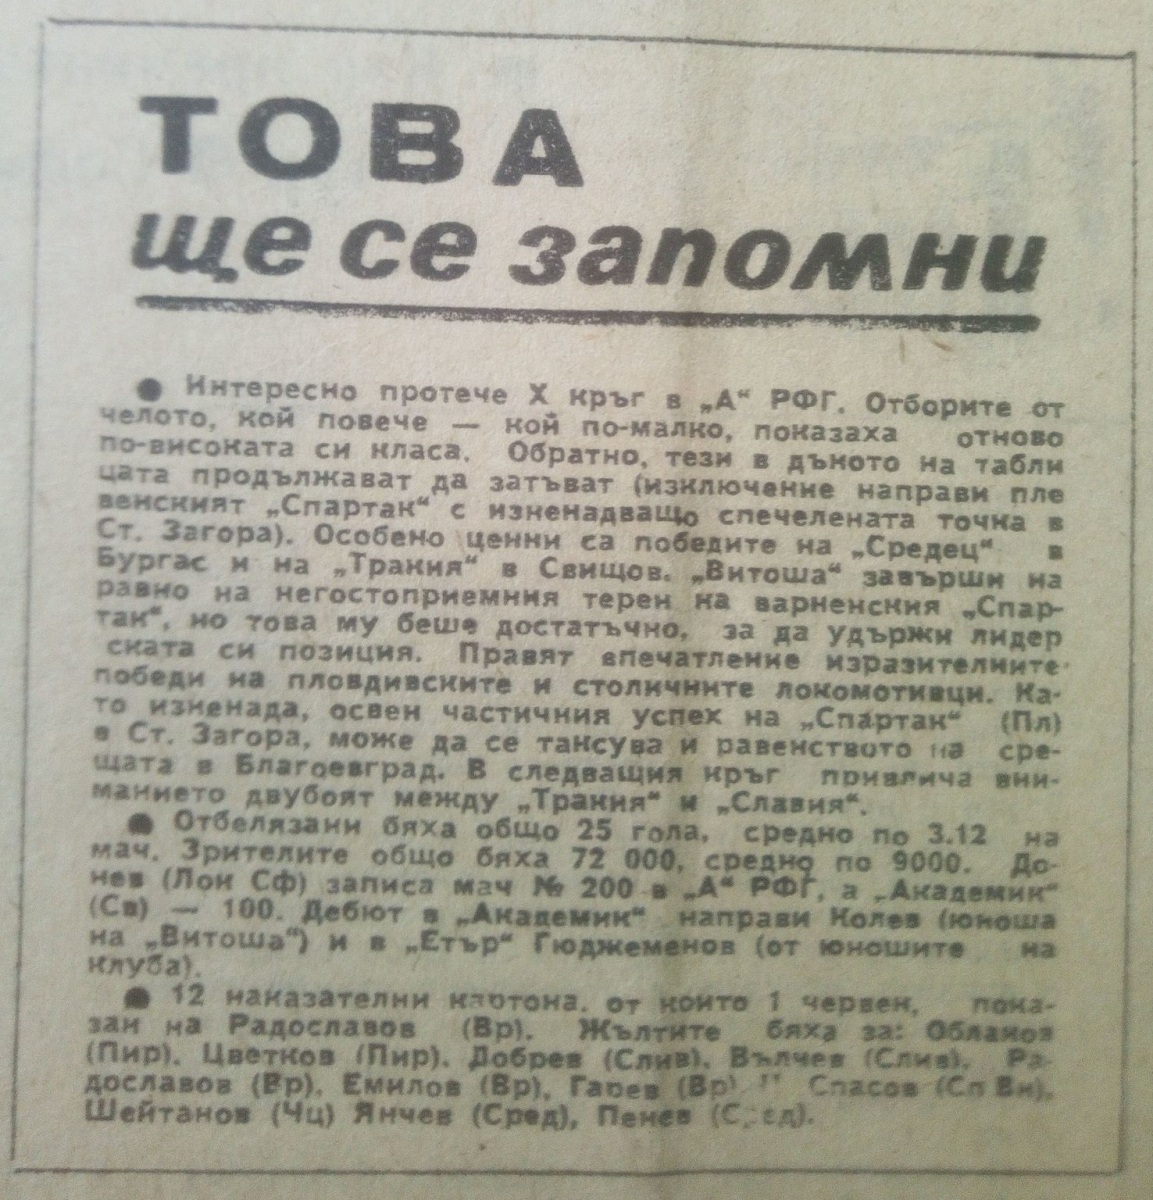 ТОВА
ще се запомни
● Интересно протече X кръг в „А“ РФГ. Отборите от
челото, кой повече — кой по-малко, показаха отново
по-високата си класа. Обратно, тези в дъното на табли
цата продължават да затъват (изключение направи пле
венският „Спартак“ с изненадващо спечелената точка в
Ст. Загора). Особено ценни са победите на „Средец“ в
Бургас и на „Тракия“ в Свищов. „Витоша“ завърши на
равно на негостоприемния терен на варненския „Спар-
так“, но това му беше достатъчно, за да удържи лидер
ската си позиция. Правят впечатление изразителните
победи на пловдивските и столичните локомотивци. Ка-
то изненада, освен частичния успех на „Спартак“ (Пл)
в Ст. Загора, може да се таксува и равенството на сре-
щата в Благоевград. В следващия кръг привлича вни-
манието двубоят между „Тракия“ и „Славия“.
● Отбелязани бяха общо 25 гола, средно по 3.12 на
мач. Зрителите общо бяха 72 000, средно по 9000. До-
нев (Лок Сф) записа мач № 200 в „А“ РФГ, а „Академик“
(Св) — 100. Дебют в „Академик“ направи Колев (юноша
на „Витоша“) и в „Етър“ Гюджеменов (от юношите на
клуба).
● 12 наказателни картона, от които 1 червен, пока-
зан на Радославов (Вр). Жълтите бяха за: Облаков
(Пир), Цветков (Пир), Добрев (Слив), Вълчев (Слив), Ра-
дославов (Вр), Емилов (Вр), Гарев (Вр) Спасов (Сп Вн),
Шейтанов (Чц) Янчев (Сред), Пенев (Сред).